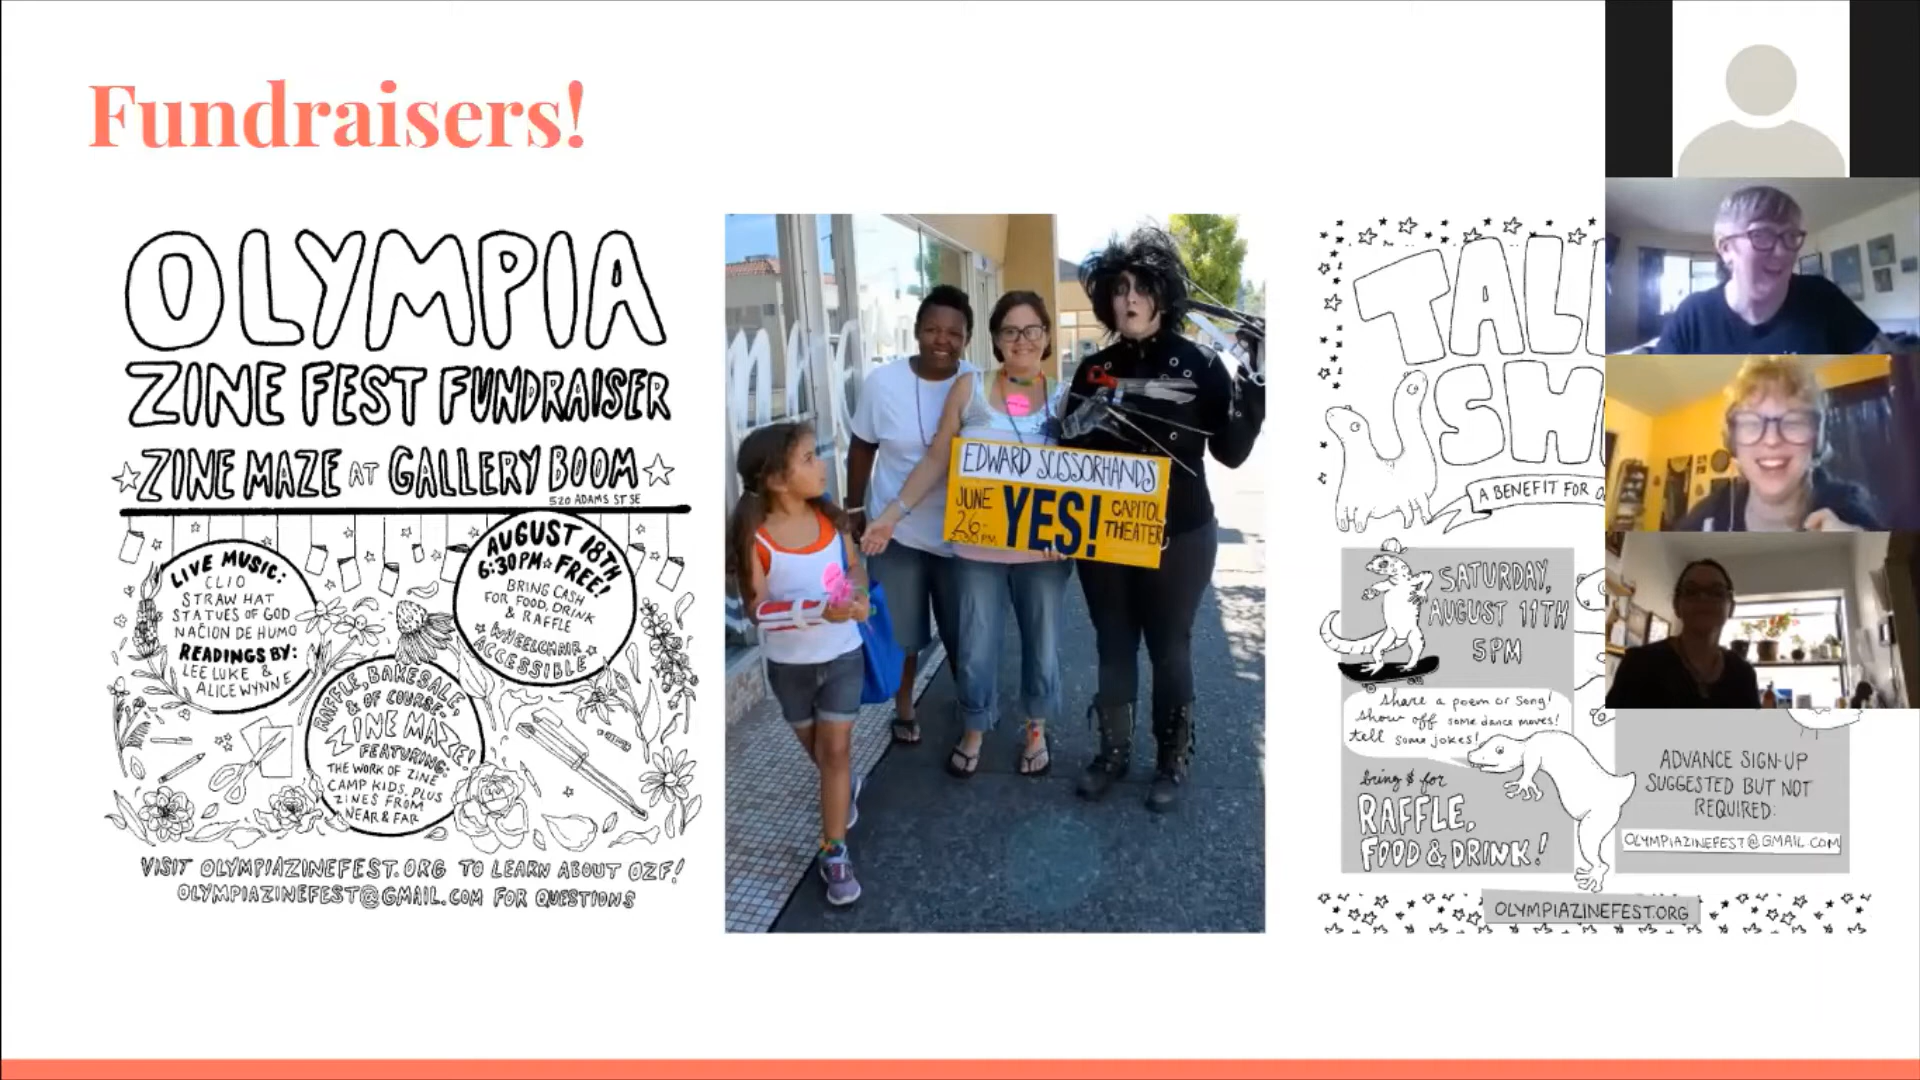 Fundraisers!
OLYMPIA
ZINE FEST FUNDRAISER
ZINE MAZE AT GALLERY BOOM
520 ADAMS ST SE
LIVE MUSIC:
CLIO
STRAW HAT
STATUES OF GOD
NACION DE HUMO
READINGS BY:
LEE LUKE &
ALICE WYNNE
AUGUST 18TH
6:30PM FREE!
BRING CASH
FOR FOOD, DRINK
& RAFFLE
WHEELCHAIR
ACCESSIBLE
RAFFLE, BAKESALE,
& OF COURSE,
ZINE MAZE!
FEATURING:
THE WORK OF ZINE
CAMP KIDS, PLUS
ZINES FROM
NEAR & FAR
VISIT OLYMPIAZINEFEST.ORG TO LEARN ABOUT OZF!
OLYMPIAZINEFEST@GMAIL.COM FOR QUESTIONS
EDWARD SCISSORHANDS
JUNE
26
YES!
CAPITOL
THEATER
TAL
SH
A BENEFIT FOR
SATURDAY,
AUGUST 11TH
5PM
share a poem or song!
show off some dance moves!
tell some jokes!
bring $ for
RAFFLE,
FOOD & DRINK!
ADVANCE SIGN-UP
SUGGESTED BUT NOT
REQUIRED:
OLYMPIAZINEFEST@GMAIL.COM
OLYMPIAZINEFEST.ORG